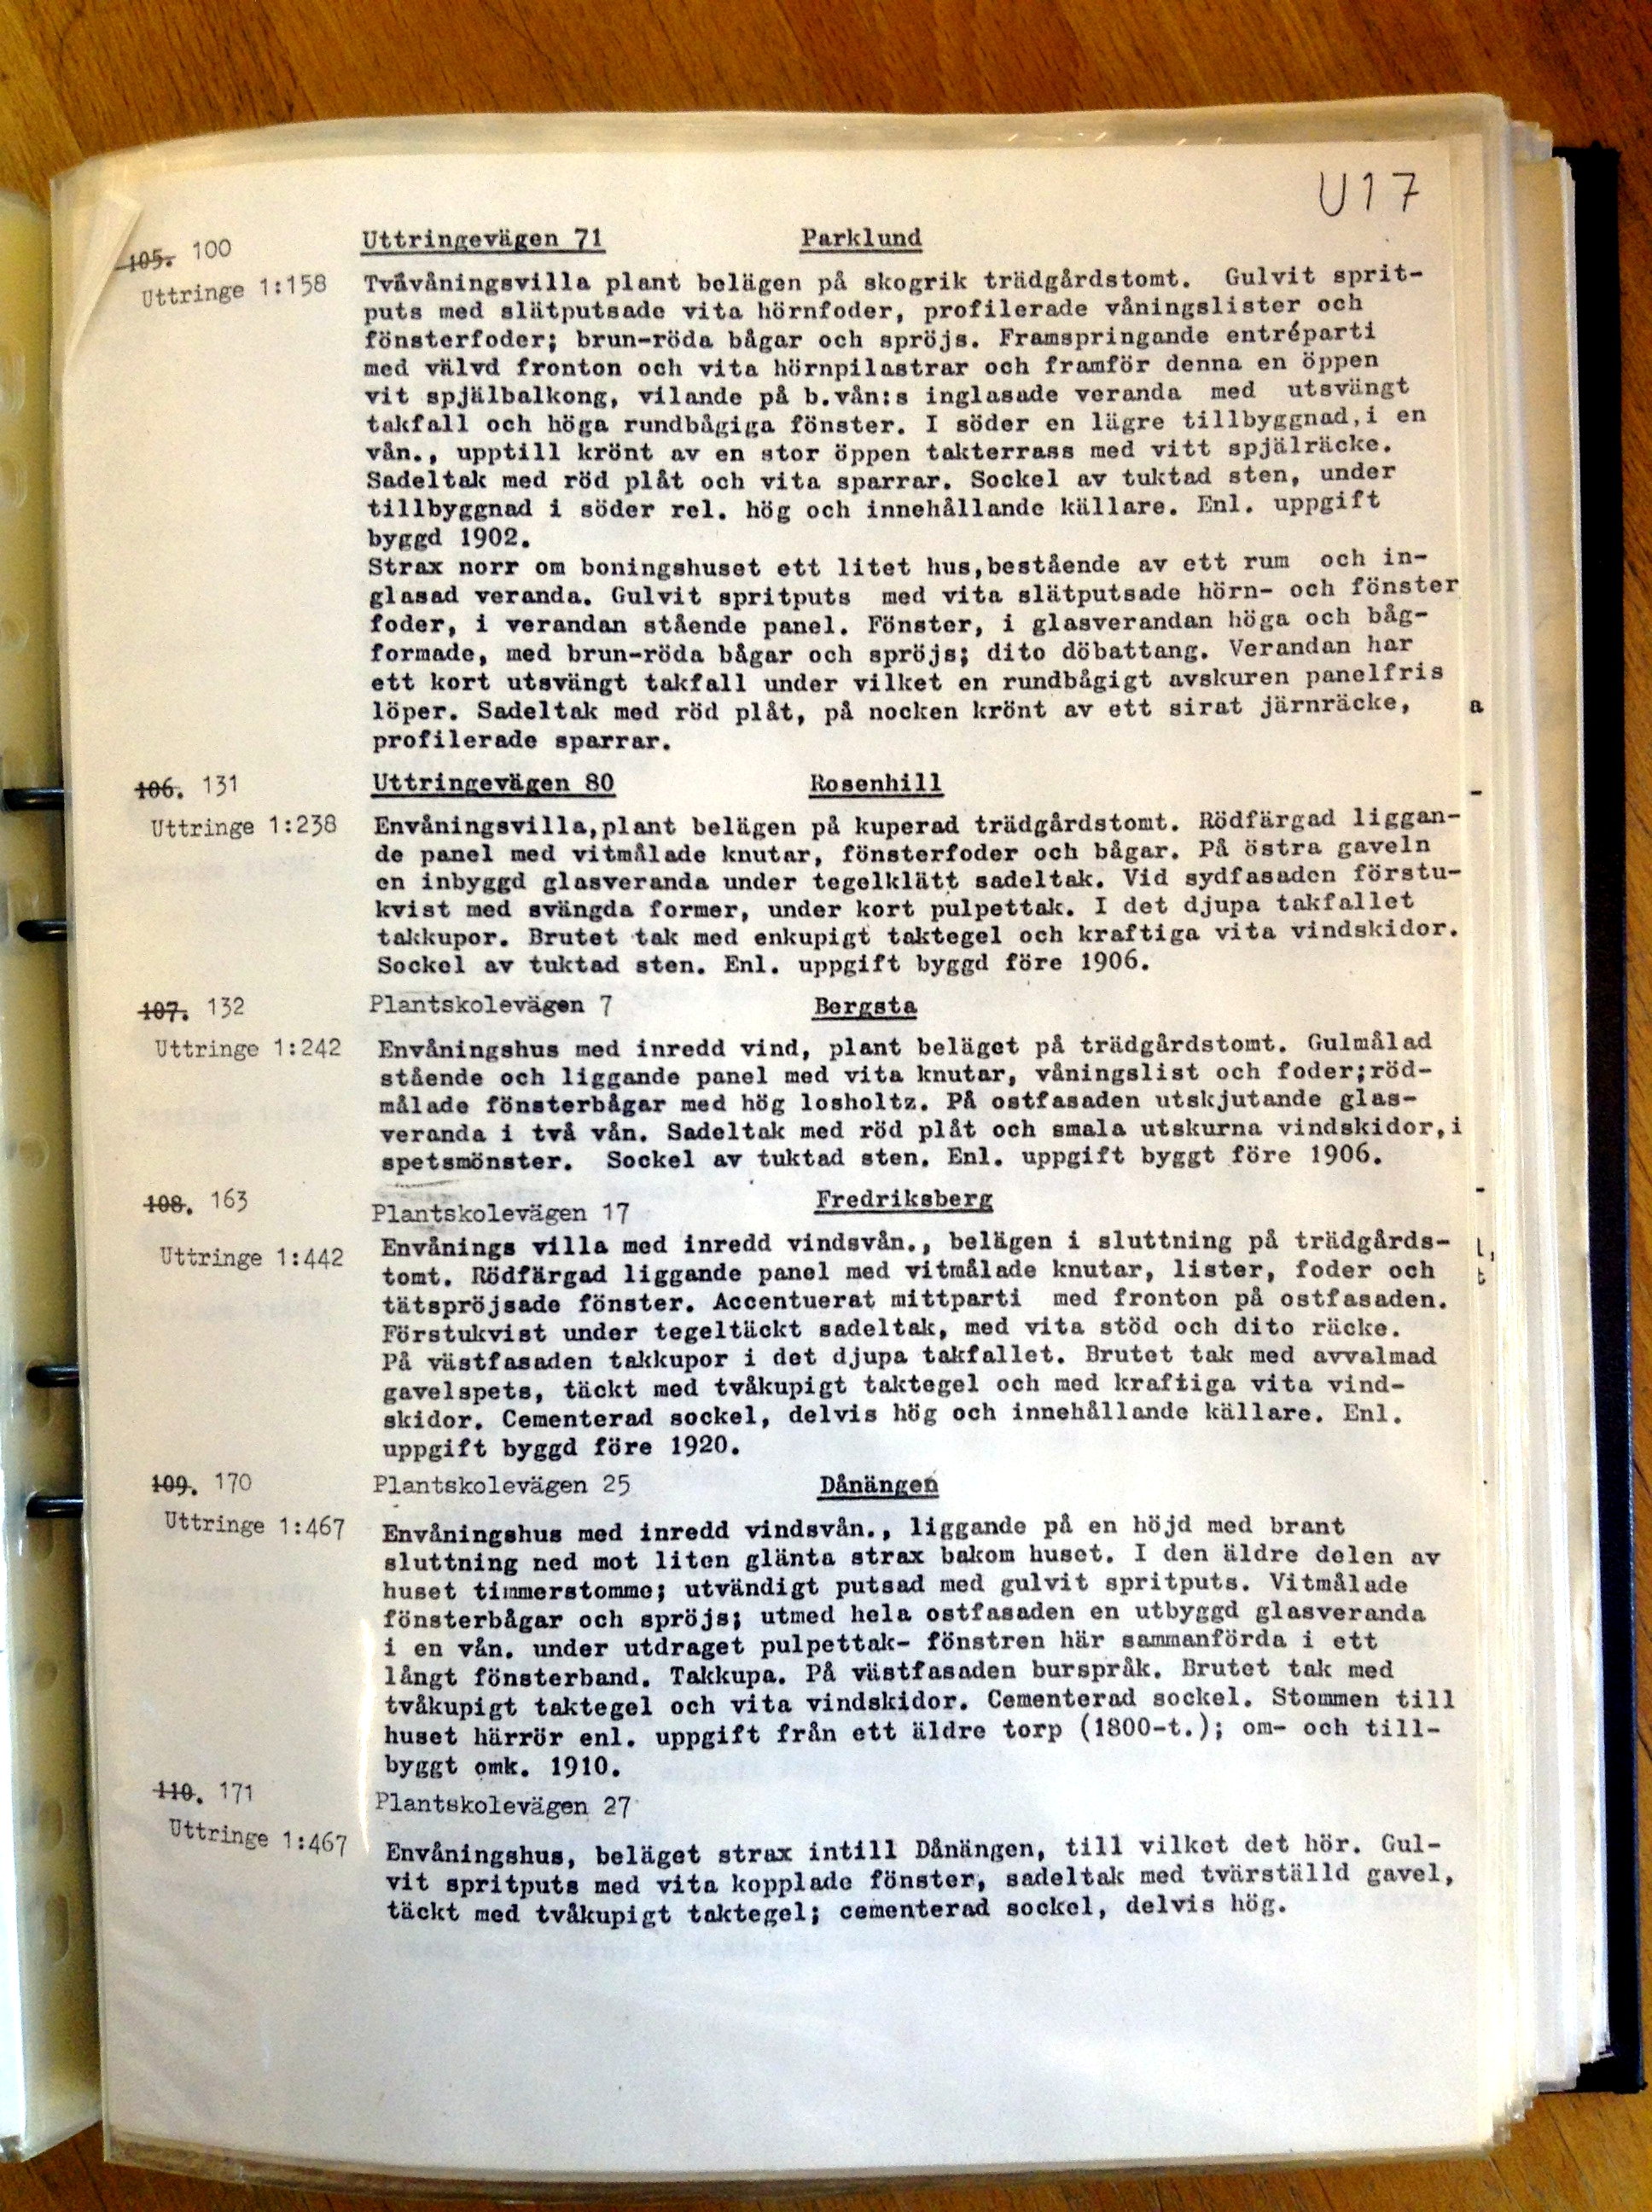 U17
105. 100 Uttringevägen 71 Parklund
Uttringe 1:158 Tvåvåningsvilla plant belägen på skogrik trädgårdstomt. Gulvit sprit-
puts med slätputsade vita hörnfoder, profilerade våningslister och
fönsterfoder; brun-röda bågar och spröjs. Framspringande entréparti
med välvd fronton och vita hörnpilastrar och framför denna en öppen
vit spjälbalkong, vilande på b.vån:s inglasade veranda med utsvängt
takfall och höga rundbågiga fönster. I söder en lägre tillbyggnad,i en
vån., upptill krönt av en stor öppen takterrass med vitt spjälräcke.
Sadeltak med röd plåt och vita sparrar. Sockel av tuktad sten, under
tillbyggnad i söder rel. hög och innehållande källare. Enl. uppgift
byggd 1902.
Strax norr om boningshuset ett litet hus,bestående av ett rum och in-
glasad veranda. Gulvit spritputs med vita slätputsade hörn- och fönster
foder, i verandan stående panel. Fönster, i glasverandan höga och båg-
formade, med brun-röda bågar och spröjs; dito döbattang. Verandan har
ett kort utsvängt takfall under vilket en rundbågigt avskuren panelfris
löper. Sadeltak med röd plåt, på nocken krönt av ett sirat järnräcke,
a
profilerade sparrar.
106. 131 Uttringevägen 80 Rosenhill
-
Uttringe 1:238 Envåningsvilla,plant belägen på kuperad trädgårdstomt. Rödfärgad liggan-
de panel med vitmålade knutar, fönsterfoder och bågar. På östra gaveln
en inbyggd glasveranda under tegelklätt sadeltak. Vid sydfasaden förstu-
kvist med svängda former, under kort pulpettak. I det djupa takfallet
takkupor. Brutet tak med enkupigt taktegel och kraftiga vita vindskidor.
Sockel av tuktad sten. Enl. uppgift byggd före 1906.
107. 132 Plantskolevägen 7 Bergsta
Uttringe 1:242 Envåningshus med inredd vind, plant beläget på trädgårdstomt. Gulmålad
stående och liggande panel med vita knutar, våningslist och foder;röd-
målade fönsterbågar med hög losholtz. På ostfasaden utskjutande glas-
veranda i två vån. Sadeltak med röd plåt och smala utskurna vindskidor,i
spetsmönster. Sockel av tuktad sten. Enl. uppgift byggt före 1906.
-
108. 163 Plantskolevägen 17 Fredriksberg
Uttringe 1:442 Envånings villa med inredd vindsvån., belägen i sluttning på trädgårds-
tomt. Rödfärgad liggande panel med vitmålade knutar, lister, foder och
t
tätspröjsade fönster. Accentuerat mittparti med fronton på ostfasaden.
Förstukvist under tegeltäckt sadeltak, med vita stöd och dito räcke.
På västfasaden takkupor i det djupa takfallet. Brutet tak med avvalmad
gavelspets, täckt med tvåkupigt taktegel och med kraftiga vita vind-
skidor. Cementerad sockel, delvis hög och innehållande källare. Enl.
uppgift byggd före 1920.
109. 170 Plantskolevägen 25 Dånängen
Uttringe 1:467 Envåningshus med inredd vindsvån., liggande på en höjd med brant
sluttning ned mot liten glänta strax bakom huset. I den äldre delen av
huset timmerstomme; utvändigt putsad med gulvit spritputs. Vitmålade
fönsterbågar och spröjs; utmed hela ostfasaden en utbyggd glasveranda
i en vån. under utdraget pulpettak- fönstren här sammanförda i ett
långt fönsterband. Takkupa. På västfasaden burspråk. Brutet tak med
tvåkupigt taktegel och vita vindskidor. Cementerad sockel. Stommen till
huset härrör enl. uppgift från ett äldre torp (1800-t.); om- och till-
byggt omk. 1910.
110. 171 Plantskolevägen 27
Uttringe 1:467 Envåningshus, beläget strax intill Dånängen, till vilket det hör. Gul-
vit spritputs med vita kopplade fönster, sadeltak med tvärställd gavel,
täckt med tvåkupigt taktegel; cementerad sockel, delvis hög.